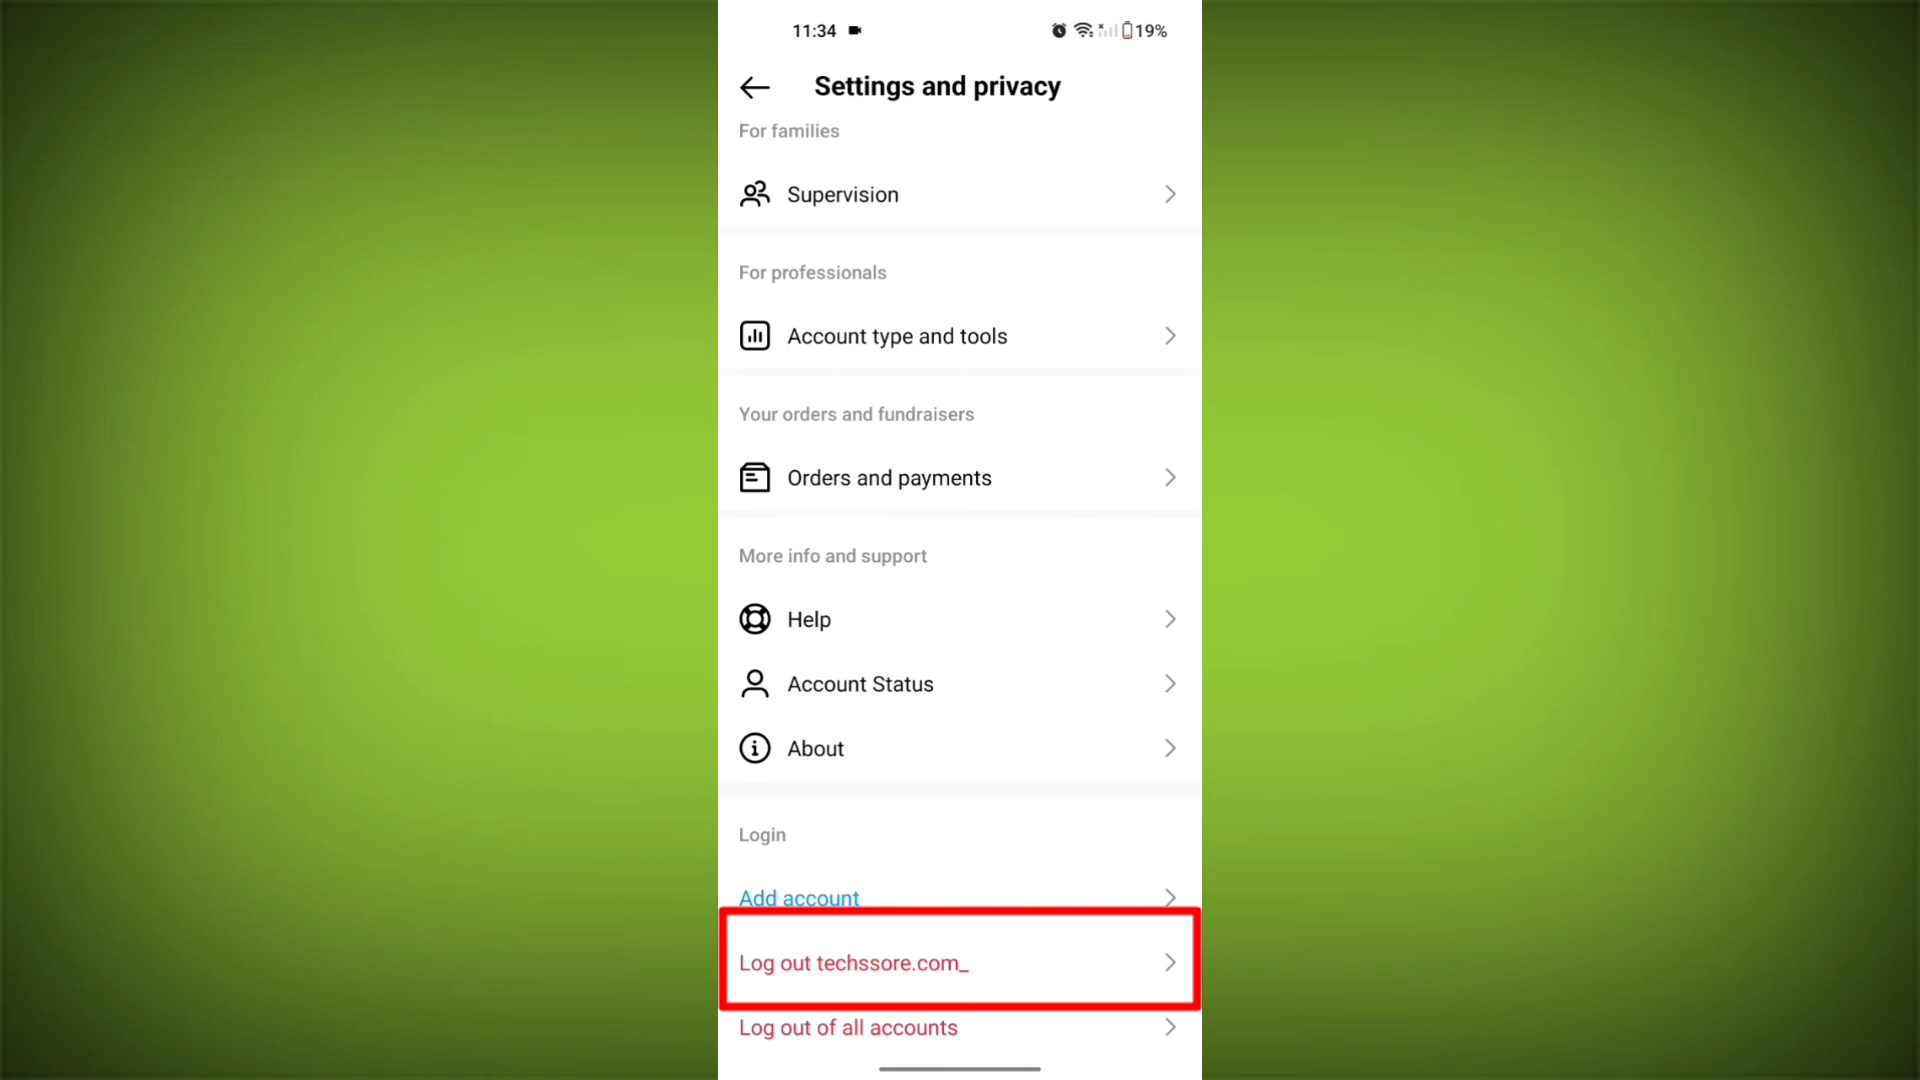 11:34
19%
Settings and privacy
For families
Supervision
For professionals
Account type and tools
Your orders and fundraisers
Orders and payments
More info and support
Help
Account Status
About
Login
Add account
Log out techssore.com_
Log out of all accounts